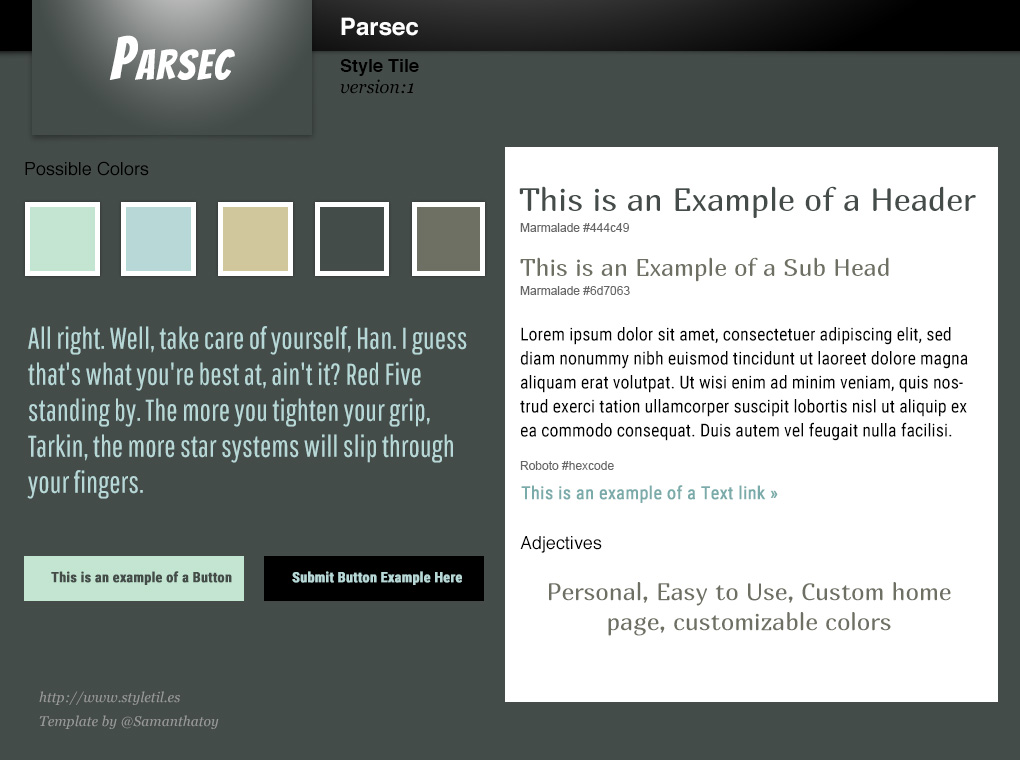 Parsec
Parsec
Style Tile
version:1
Possible Colors
All right. Well, take care of yourself, Han. I guess
that's what you're best at, ain't it? Red Five
standing by. The more you tighten your grip,
Tarkin, the more star systems will slip through
your fingers.
This is an example of a Button
Submit Button Example Here
http://www.styletil.es
Template by @Samanthatoy
This is an Example of a Header
Marmalade #444c49
This is an Example of a Sub Head
Marmalade #6d7063
Lorem ipsum dolor sit amet, consectetuer adipiscing elit, sed
diam nonummy nibh euismod tincidunt ut laoreet dolore magna
aliquam erat volutpat. Ut wisi enim ad minim veniam, quis nos-
trud exerci tation ullamcorper suscipit lobortis nisl ut aliquip ex
ea commodo consequat. Duis autem vel feugait nulla facilisi.
Roboto #hexcode
This is an example of a Text link »
Adjectives
Personal, Easy to Use, Custom home
page, customizable colors